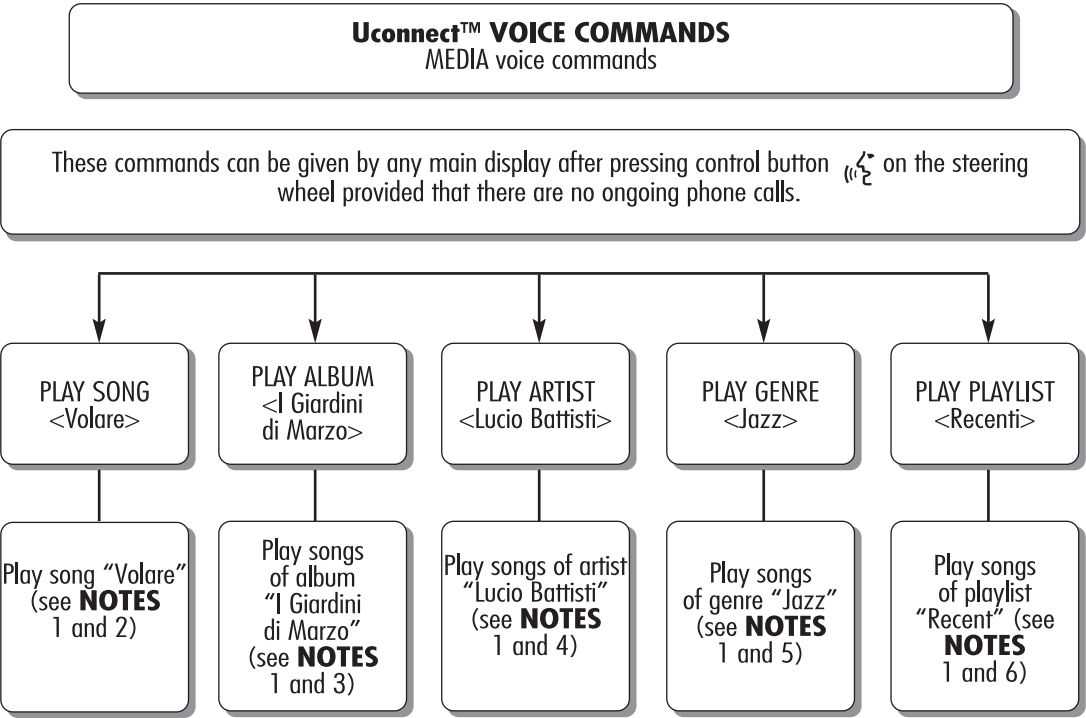 Uconnect™ VOICE COMMANDS
MEDIA voice commands
These commands can be given by any main display after pressing control button on the steering
wheel provided that there are no ongoing phone calls.
PLAY SONG
<Volare>
PLAY ALBUM
<I Giardini
di Marzo>
PLAY ARTIST
<Lucio Battisti>
PLAY GENRE
<Jazz>
PLAY PLAYLIST
<Recenti>
Play song “Volare”
(see NOTES
1 and 2)
Play songs
of album
“I Giardini
di Marzo”
(see NOTES
1 and 3)
Play songs of artist
“Lucio Battisti”
(see NOTES
1 and 4)
Play songs
of genre “Jazz”
(see NOTES
1 and 5)
Play songs
of playlist
“Recent” (see
NOTES
1 and 6)